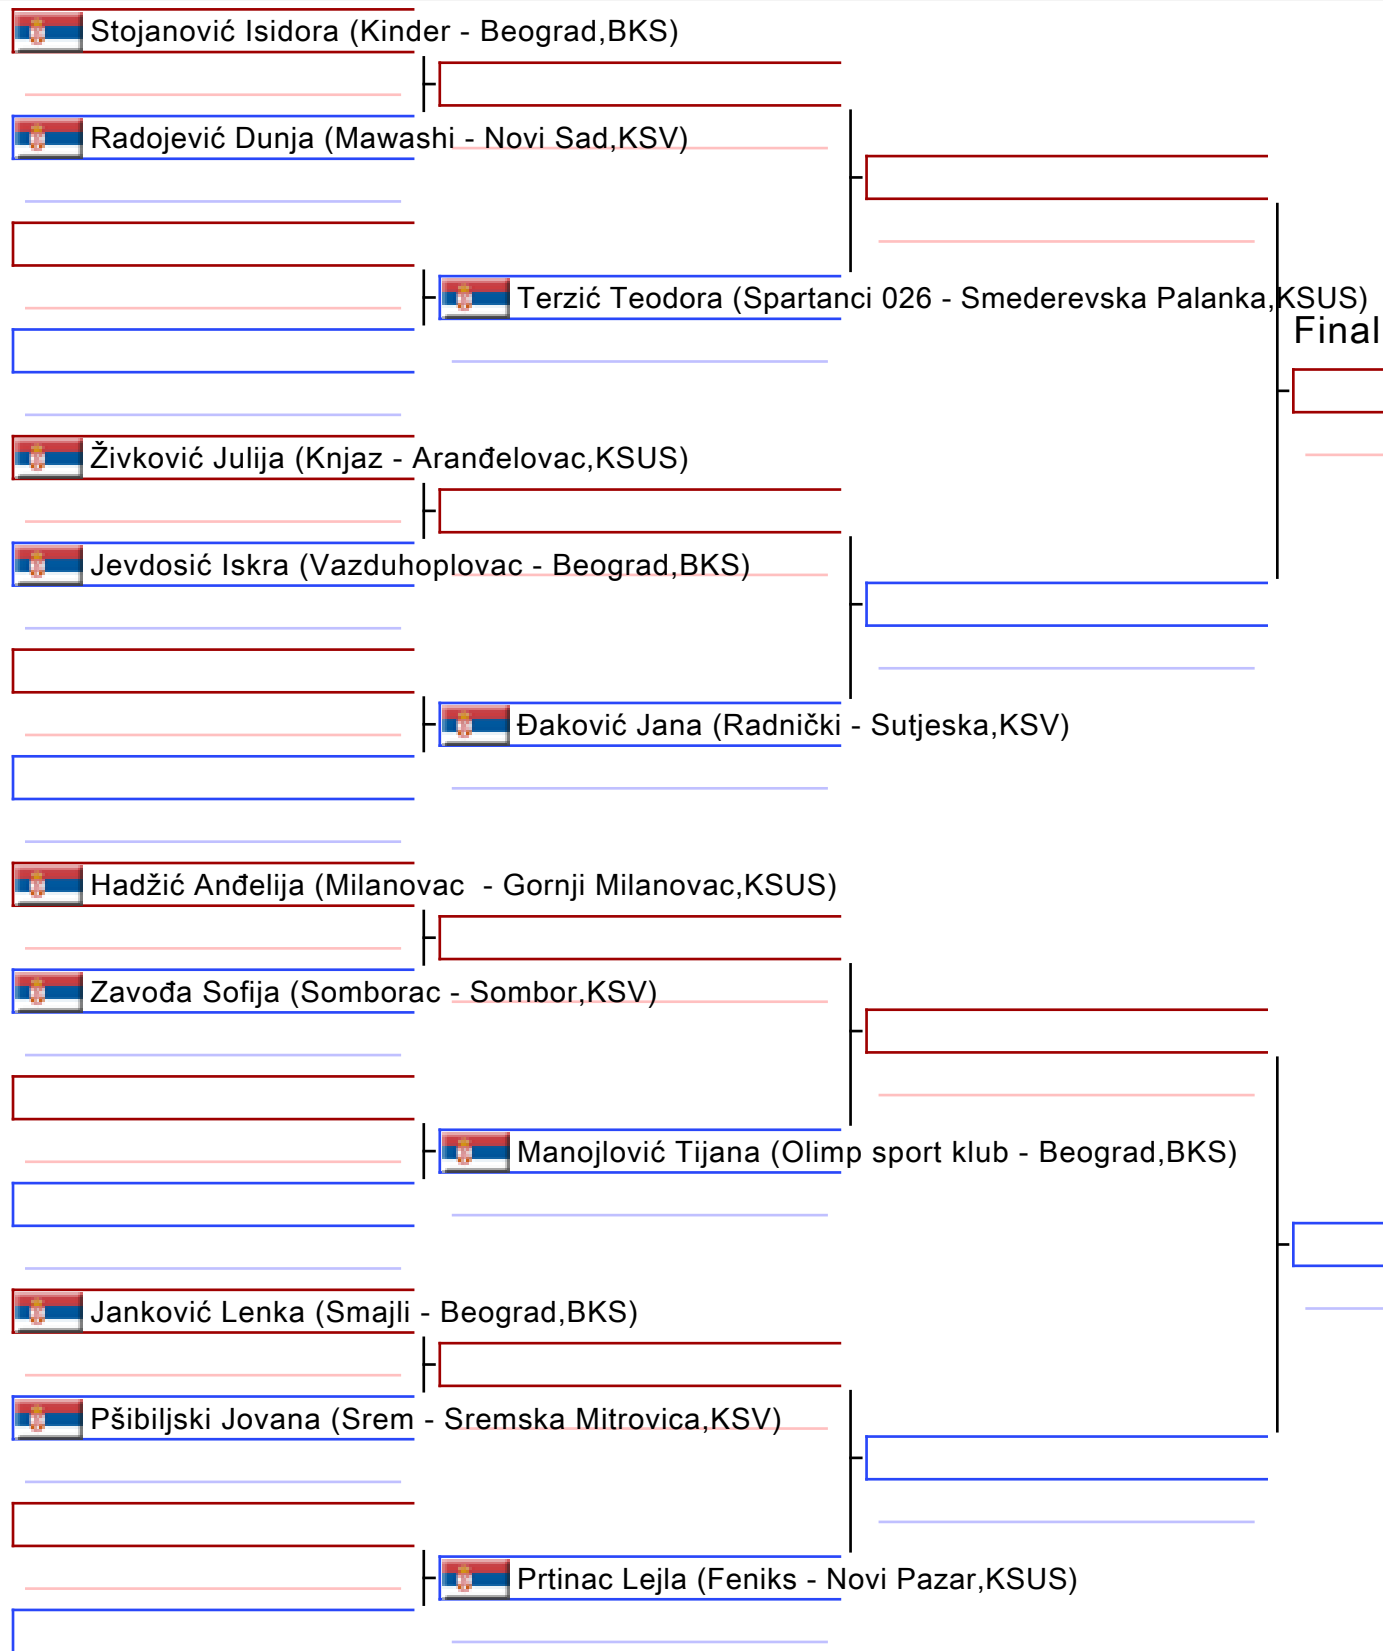 Stojanović Isidora (Kinder - Beograd,BKS)
Radojević Dunja (Mawashi - Novi Sad,KSV)
Terzić Teodora (Spartanci 026 - Smederevska Palanka,KSUS)
Final
Živković Julija (Knjaz - Aranđelovac,KSUS)
Jevdosić Iskra (Vazduhoplovac - Beograd,BKS)
Đaković Jana (Radnički - Sutjeska,KSV)
Hadžić Anđelija (Milanovac  - Gornji Milanovac,KSUS)
Zavođa Sofija (Somborac - Sombor,KSV)
Manojlović Tijana (Olimp sport klub - Beograd,BKS)
Janković Lenka (Smajli - Beograd,BKS)
Pšibiljski Jovana (Srem - Sremska Mitrovica,KSV)
Prtinac Lejla (Feniks - Novi Pazar,KSUS)